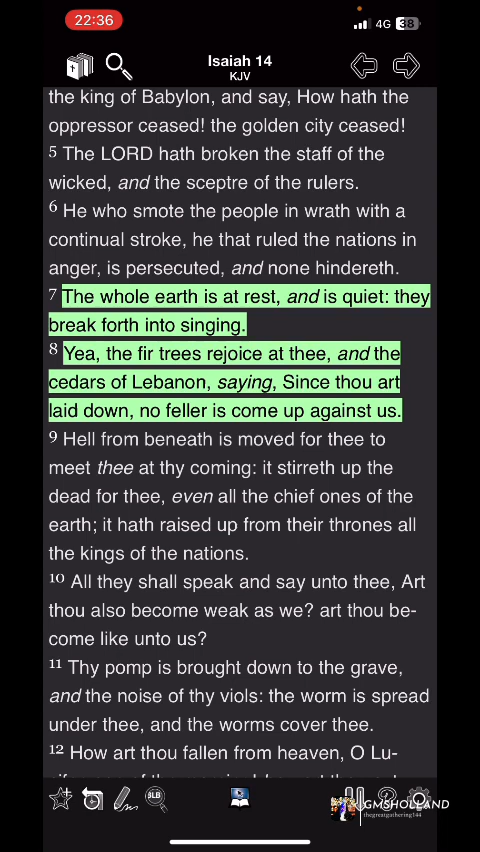 22:36
4G 38
Isaiah 14
KJV
the king of Babylon, and say, How hath the
oppressor ceased! the golden city ceased!
5 The LORD hath broken the staff of the
wicked, and the sceptre of the rulers.
6 He who smote the people in wrath with a
continual stroke, he that ruled the nations in
anger, is persecuted, and none hindereth.
7 The whole earth is at rest, and is quiet: they
break forth into singing.
8 Yea, the fir trees rejoice at thee, and the
cedars of Lebanon, saying, Since thou art
laid down, no feller is come up against us.
9 Hell from beneath is moved for thee to
meet thee at thy coming: it stirreth up the
dead for thee, even all the chief ones of the
earth; it hath raised up from their thrones all
the kings of the nations.
10 All they shall speak and say unto thee, Art
thou also become weak as we? art thou be-
come like unto us?
11 Thy pomp is brought down to the grave,
and the noise of thy viols: the worm is spread
under thee, and the worms cover thee.
12 How art thou fallen from heaven, O Lu-
SLB
GMSHOLLAND
thegreatgathering144